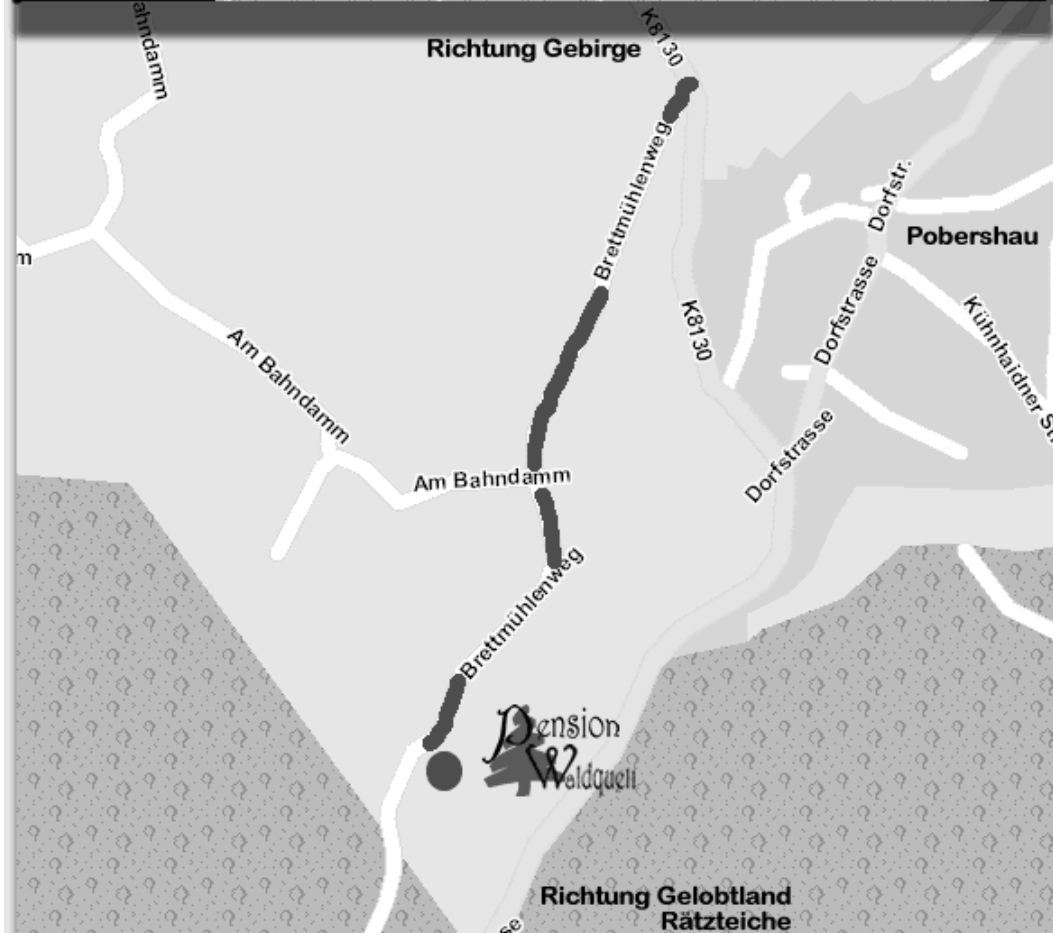 ahndamm
K8130
Richtung Gebirge
Brettmühlenweg
Dorfstr.
Pobershau
m
Dorfstrasse
K8130
Kühnhaidner St
Am Bahndamm
Dorfstrasse
Am Bahndamm
Brettmühlenweg
Pension
Waldquell
Richtung Gelobtland
Rätzteiche
se